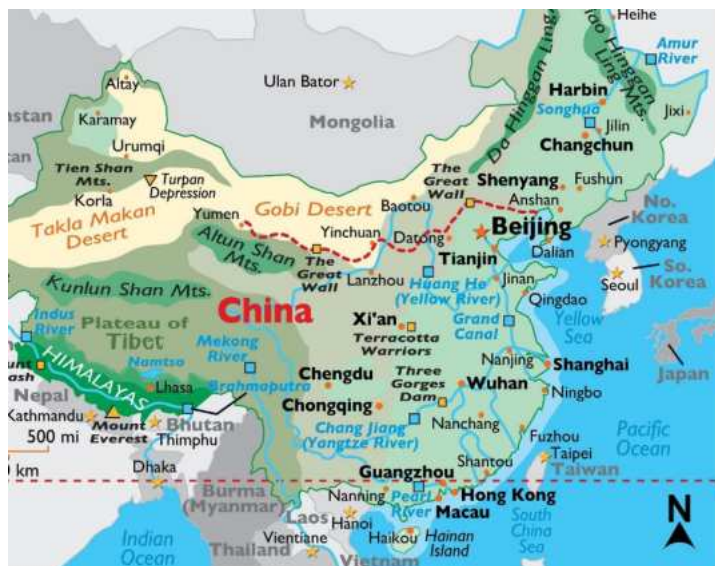 Heihe
Amur
River
Da Hinggan Ling
Hinggan
Ling Mts.
Altay
Ulan Bator
Harbin
Karamay
Songhua
Jixi
Mongolia
Jilin
Urumqi
Changchun
Tien Shan
Mts.
Turpan
Depression
The
Great
Wall
Shenyang
Fushun
Korla
Anshan
Yumen
Gobi Desert
Baotou
No.
Korea
Takla Makan
Desert
Beijing
Yinchuan
Datong
Pyongyang
Altun Shan
Mts.
Dalian
The
Great
Wall
Tianjin
So.
Korea
Lanzhou
Jinan
Seoul
Kunlun Shan Mts.
Huang He
(Yellow River)
Qingdao
China
Indus
River
Xi'an
Grand
Canal
Yellow
Sea
Plateau of
Tibet
Mekong
River
Terracotta
Warriors
Nanjing
Shanghai
Japan
HIMALAYAS
Namtso
Three
Gorges
Dam
Lhasa
Chengdu
Wuhan
Brahmaputra
Ningbo
Nepal
Chongqing
Kathmandu
Mount
Everest
Bhutan
Nanchang
Thimphu
Chang Jiang
(Yangtze River)
Pacific
Ocean
500 mi
Fuzhou
Taipei
km
Dhaka
Guangzhou
Shantou
Taiwan
Burma
(Myanmar)
Nanning
Pearl
River
Hong Kong
Macau
N
Laos
Hanoi
South
China
Sea
Indian
Ocean
Vientiane
Haikou
Hainan
Island
Thailand
Vietnam